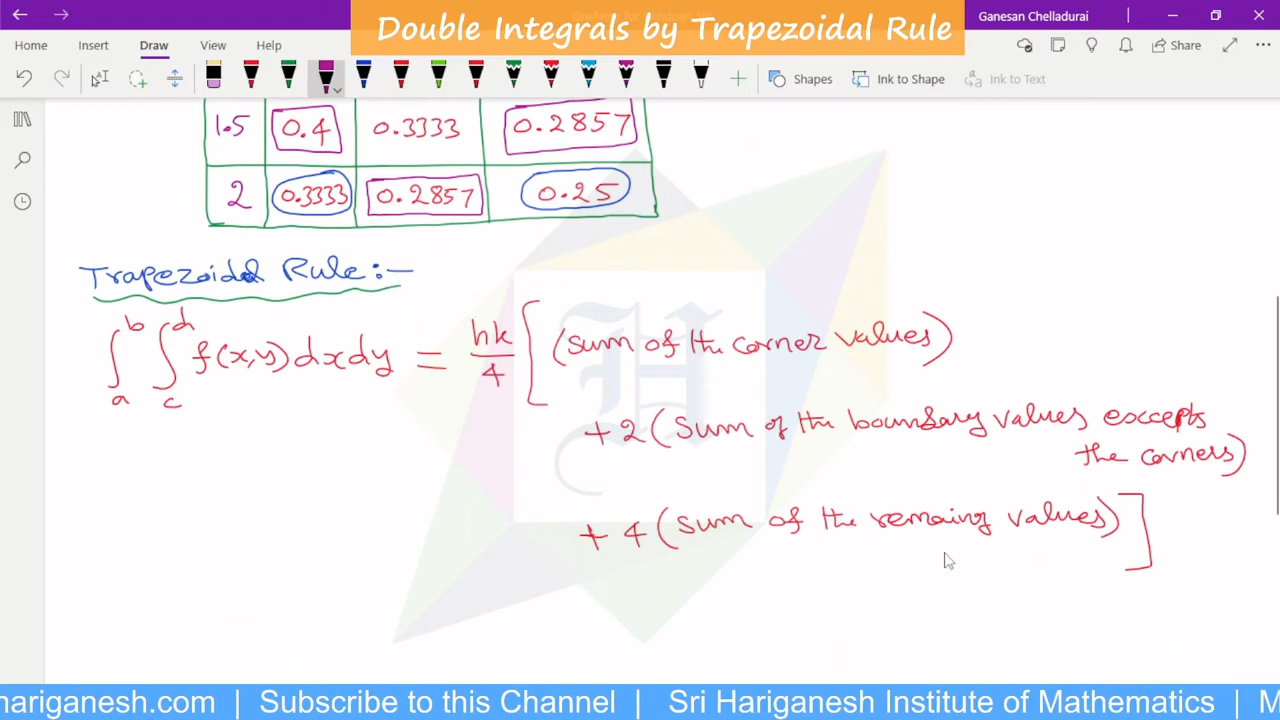 Double Integrals by Trapezoidal Rule
Ganesan Chelladurai
Home Insert Draw View Help
Share
Shapes Ink to Shape Ink to Text
1.5 0.4 0.3333 0.2857
2 0.3333 0.2857 0.25
Trapezoidal Rule:-
∫_a^b ∫_c^d f(x,y) dx dy = hk/4 [ (sum of the corner values)
+ 2 (Sum of the boundary values excepts
the corners)
+ 4 (sum of the remaing values) ]
hariganesh.com | Subscribe to this Channel | Sri Hariganesh Institute of Mathematics | M